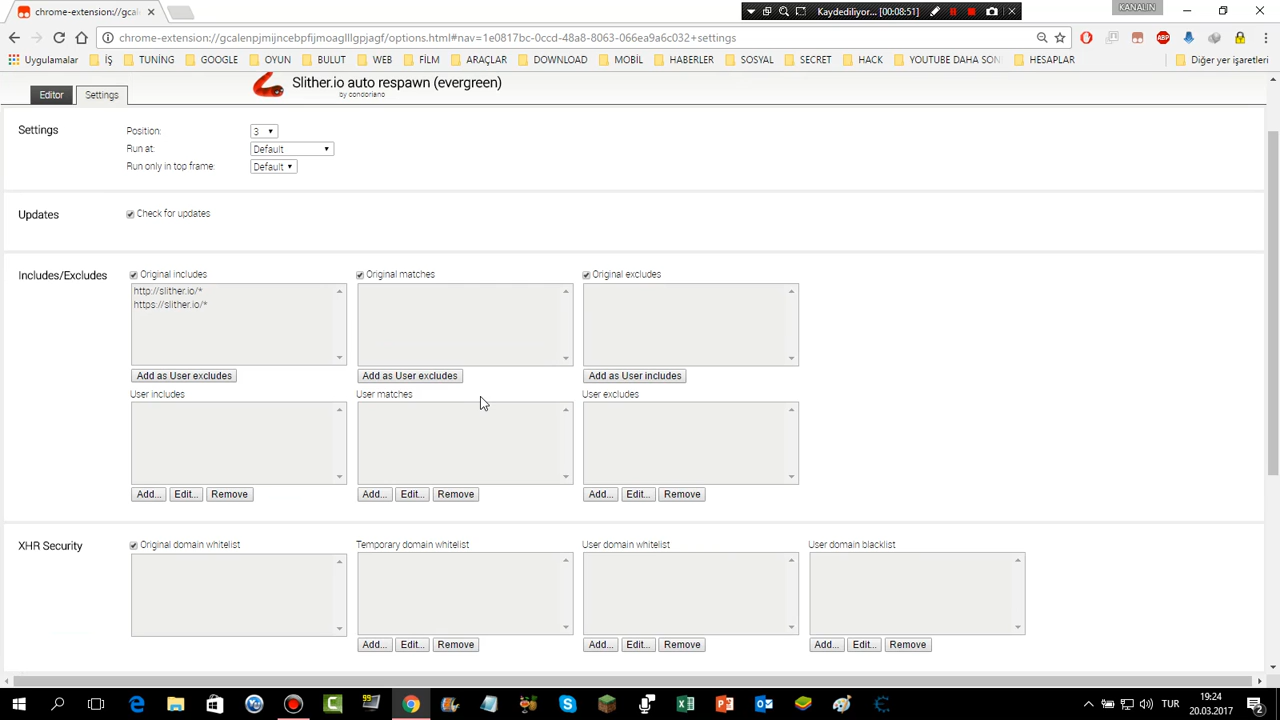 chrome-extension://gcal
Kaydediliyor... [00:08:51]
KANALIN
chrome-extension://gcalenpjmijncebpfijmoaglllgpjagf/options.html#nav=1e0817bc-0ccd-48a8-8063-066ea9a6c032+settings
Uygulamalar İŞ TUNİNG GOOGLE OYUN BULUT WEB FİLM ARAÇLAR DOWNLOAD MOBİL HABERLER SOSYAL SECRET HACK YOUTUBE DAHA SON HESAPLAR Diğer yer işaretleri
Slither.io auto respawn (evergreen)
by condoriano
Editor Settings
Settings
Position: 3
Run at: Default
Run only in top frame: Default
Updates
Check for updates
Includes/Excludes
Original includes Original matches Original excludes
http://slither.io/*
https://slither.io/*
Add as User excludes Add as User excludes Add as User includes
User includes User matches User excludes
Add... Edit... Remove Add... Edit... Remove Add... Edit... Remove
XHR Security
Original domain whitelist Temporary domain whitelist User domain whitelist User domain blacklist
Add... Edit... Remove Add... Edit... Remove Add... Edit... Remove
TUR
19:24
20.03.2017